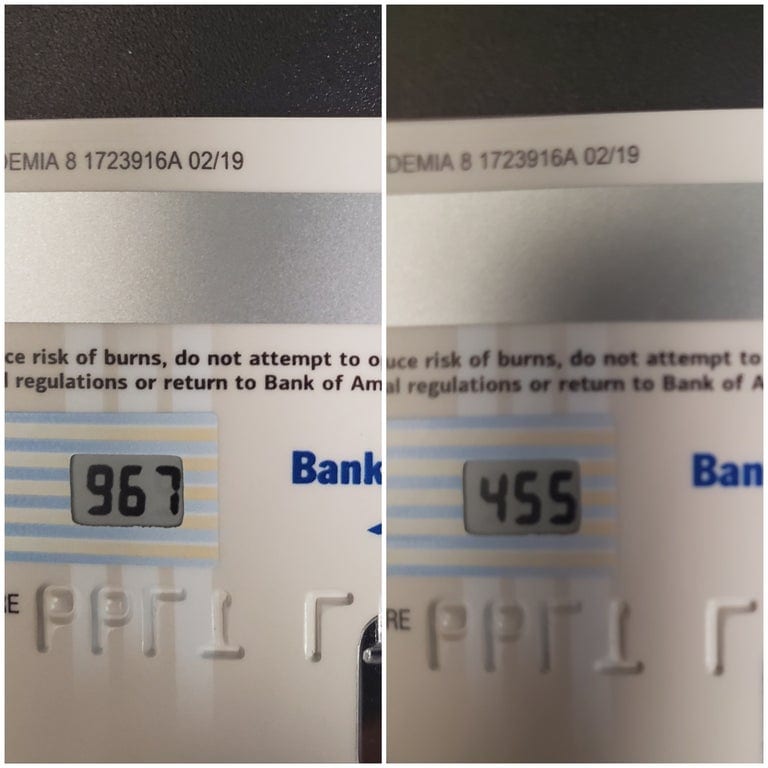 DEMIA 8 1723916A 02/19
ce risk of burns, do not attempt to o
l regulations or return to Bank of Am
967
Bank
RE
DEMIA 8 1723916A 02/19
uce risk of burns, do not attempt to
al regulations or return to Bank of A
455
Ban
RE